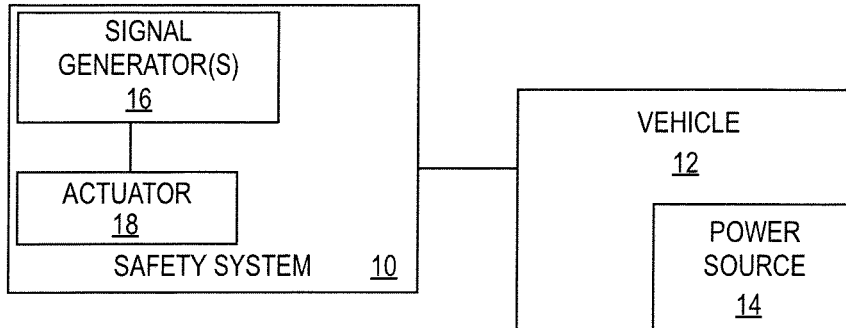 SIGNAL
GENERATOR(S)
16
ACTUATOR
18
SAFETY SYSTEM 10
VEHICLE
12
POWER
SOURCE
14